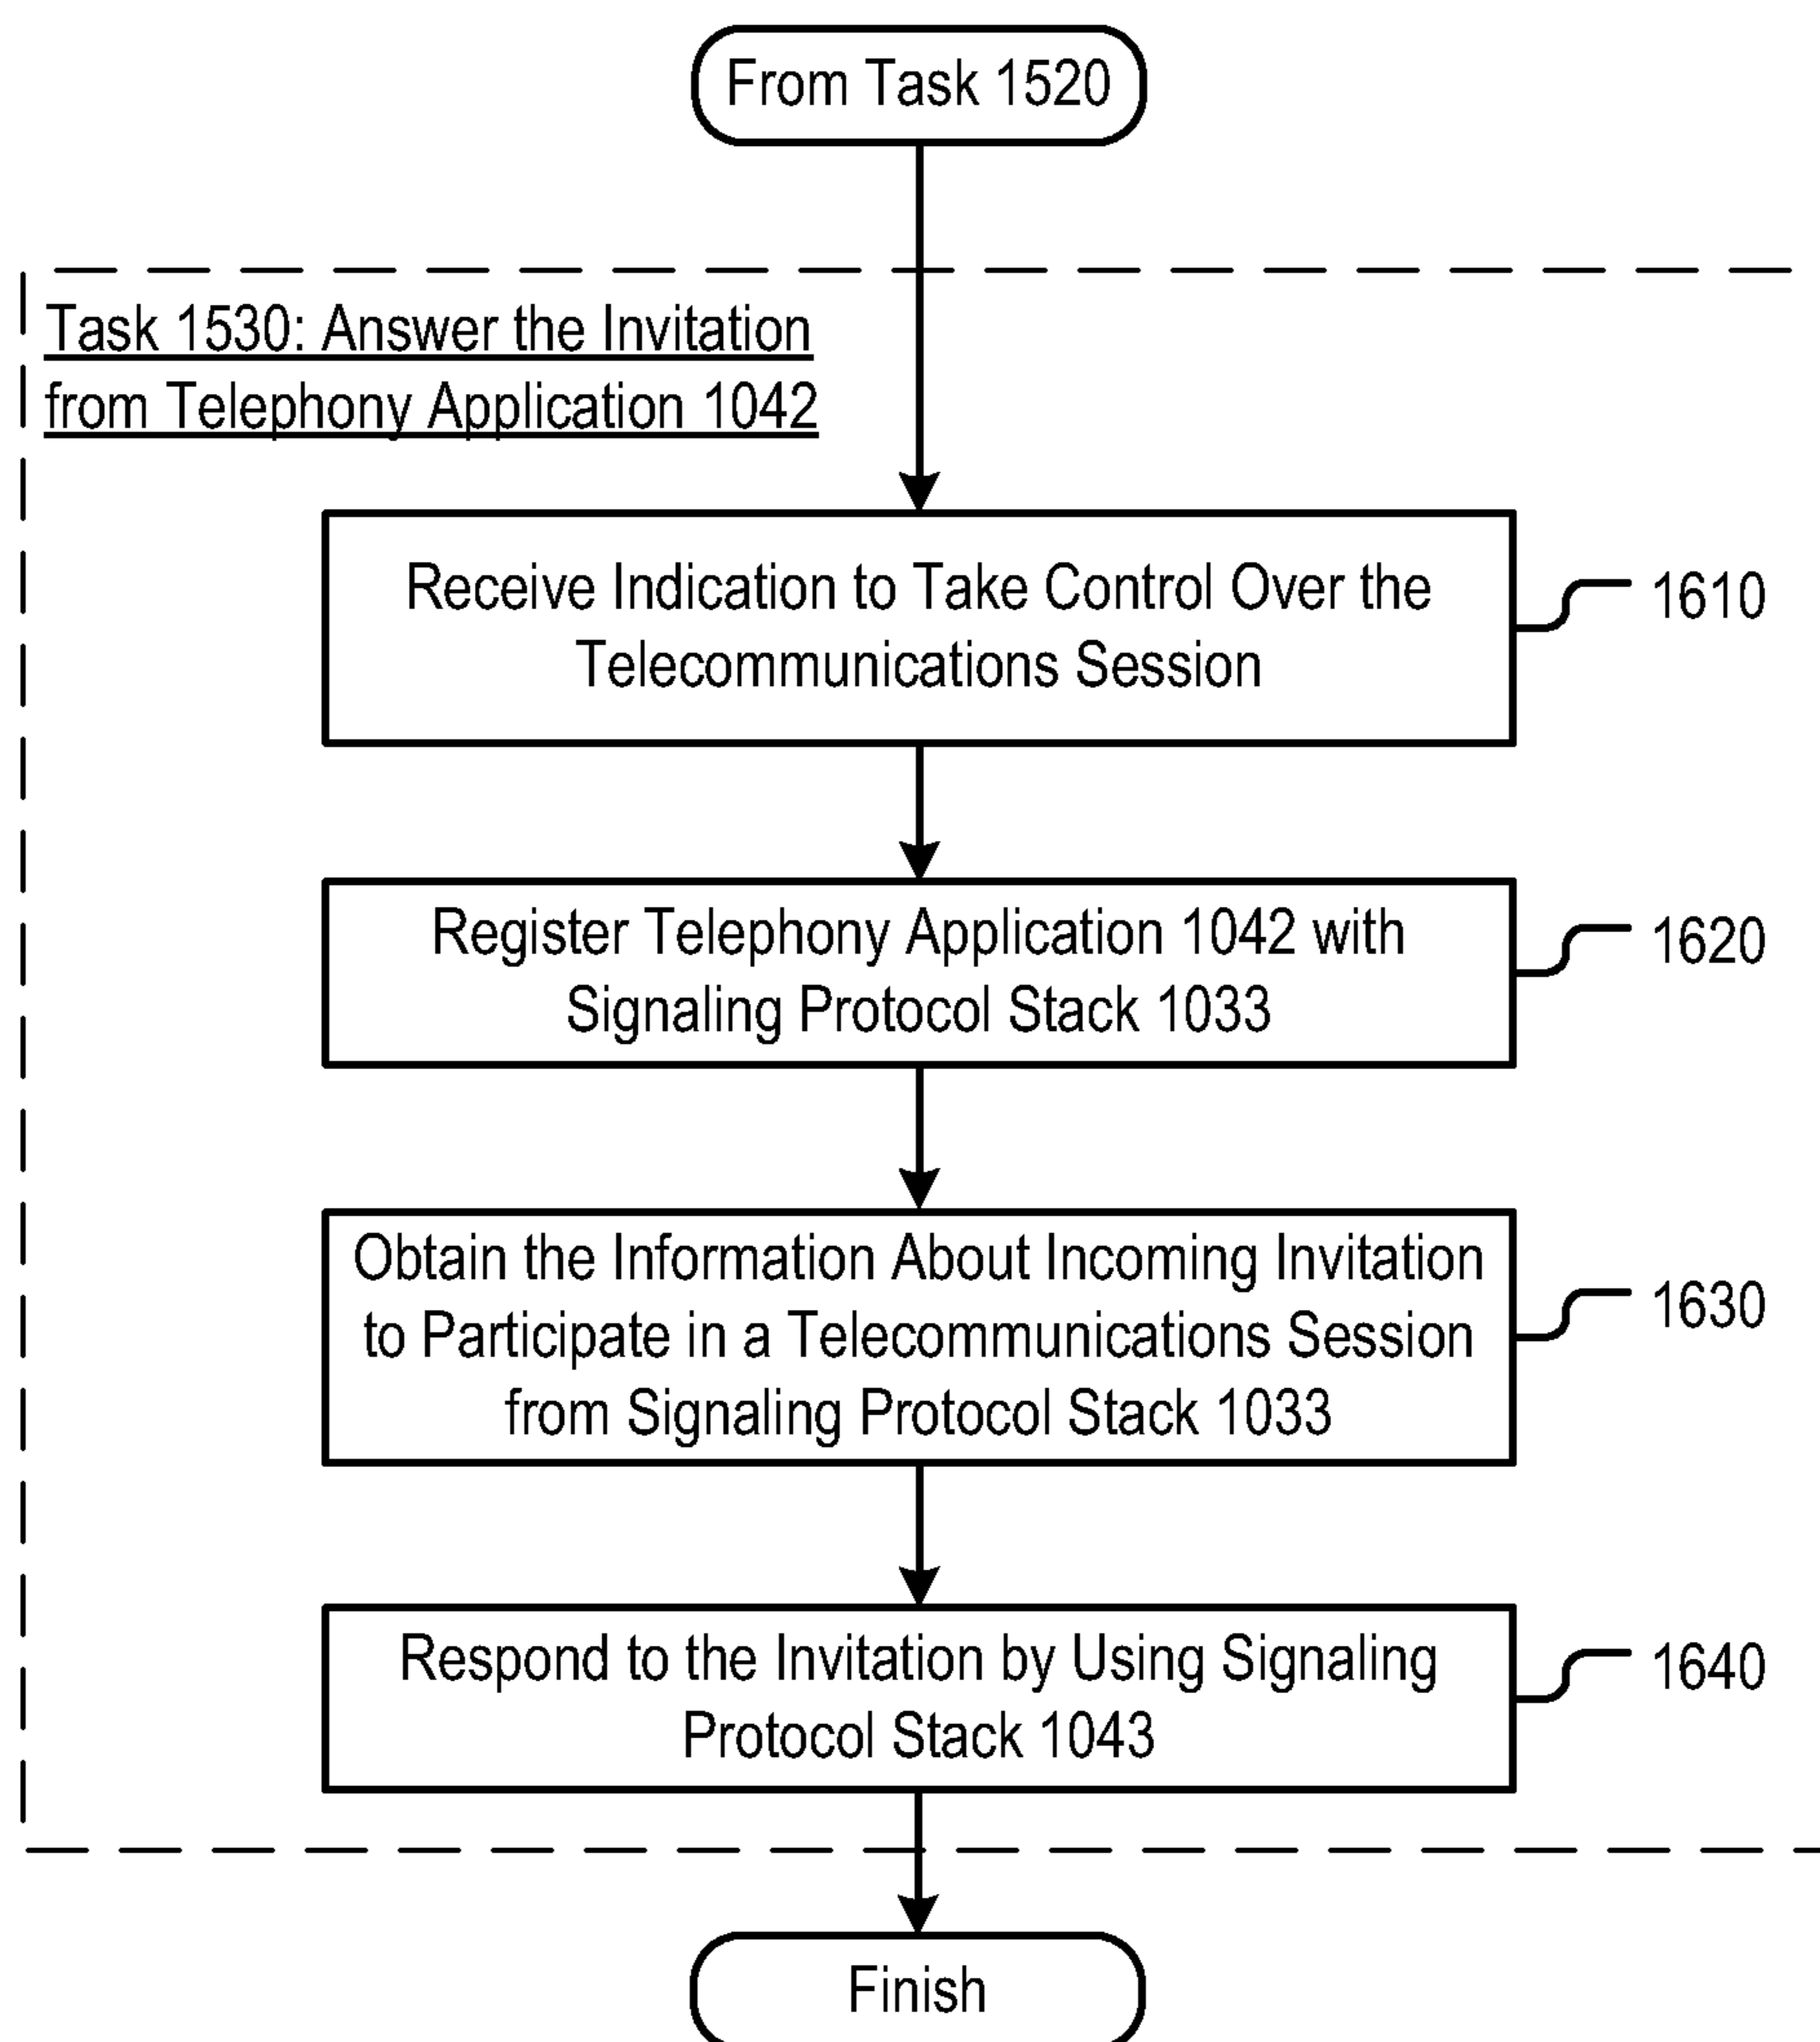 From Task 1520
Task 1530: Answer the Invitation
from Telephony Application 1042
Receive Indication to Take Control Over the
Telecommunications Session
1610
Register Telephony Application 1042 with
Signaling Protocol Stack 1033
1620
Obtain the Information About Incoming Invitation
to Participate in a Telecommunications Session
from Signaling Protocol Stack 1033
1630
Respond to the Invitation by Using Signaling
Protocol Stack 1043
1640
Finish